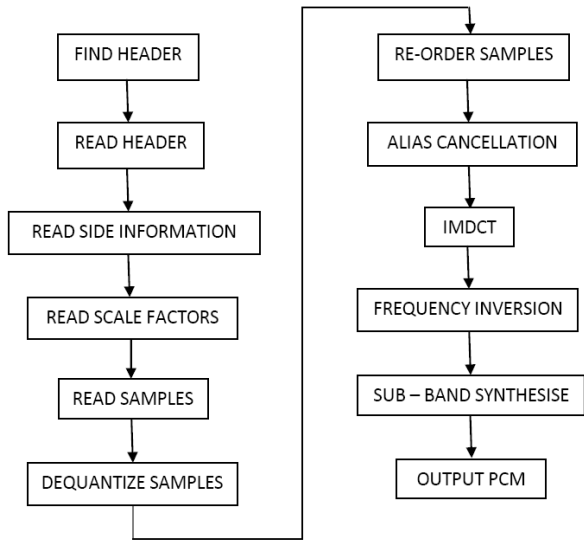 FIND HEADER
READ HEADER
READ SIDE INFORMATION
READ SCALE FACTORS
READ SAMPLES
DEQUANTIZE SAMPLES
RE-ORDER SAMPLES
ALIAS CANCELLATION
IMDCT
FREQUENCY INVERSION
SUB – BAND SYNTHESISE
OUTPUT PCM